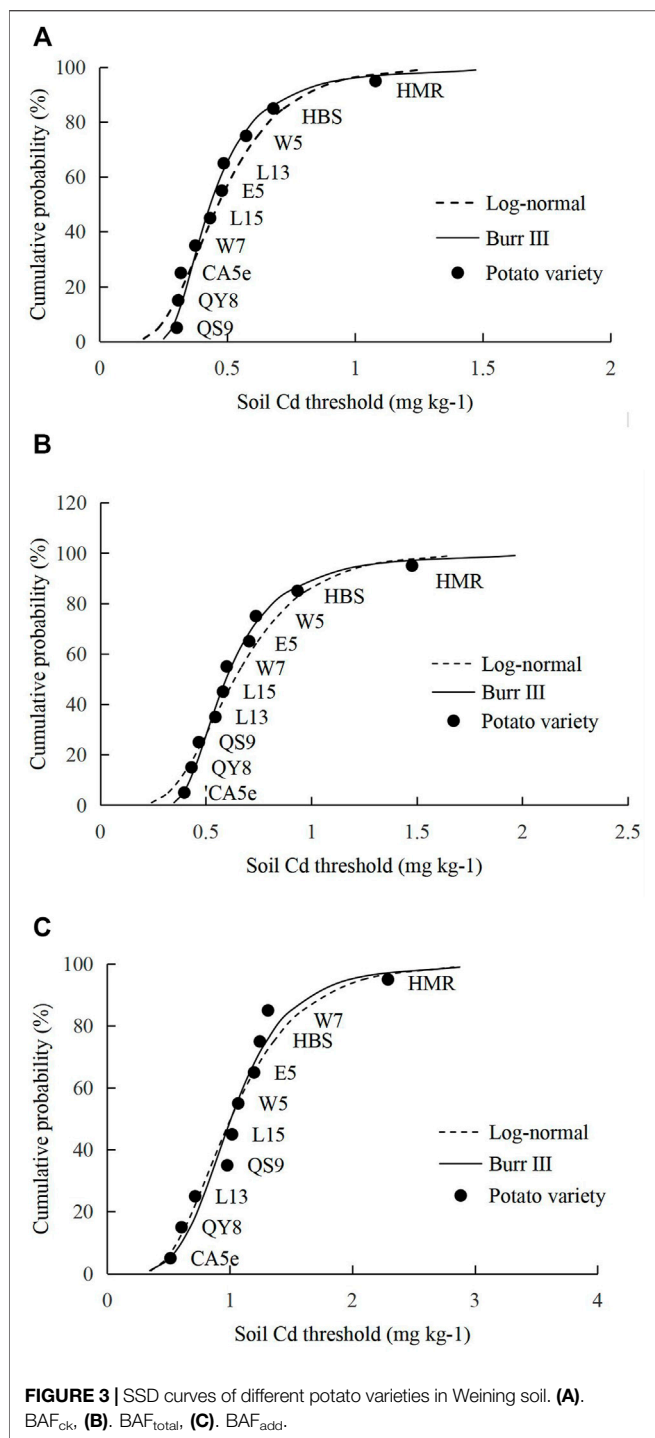 A
100
80
60
40
20
0
Cumulative probability (%)
HMR
HBS
W5
L13
E5
L15
W7
CA5e
QY8
QS9
Log-normal
Burr III
Potato variety
0 0.5 1 1.5 2
Soil Cd threshold (mg kg-1)
B
120
100
80
60
40
20
0
Cumulative probability (%)
HMR
HBS
W5
E5
W7
L15
L13
QS9
QY8
CA5e
Log-normal
Burr III
Potato variety
0 0.5 1 1.5 2 2.5
Soil Cd threshold (mg kg-1)
C
100
80
60
40
20
0
Cumulative probability (%)
HMR
W7
HBS
E5
W5
L15
QS9
L13
QY8
CA5e
Log-normal
Burr III
Potato variety
0 1 2 3 4
Soil Cd threshold (mg kg-1)
FIGURE 3 | SSD curves of different potato varieties in Weining soil. (A).
BAFck, (B). BAFtotal, (C). BAFadd.